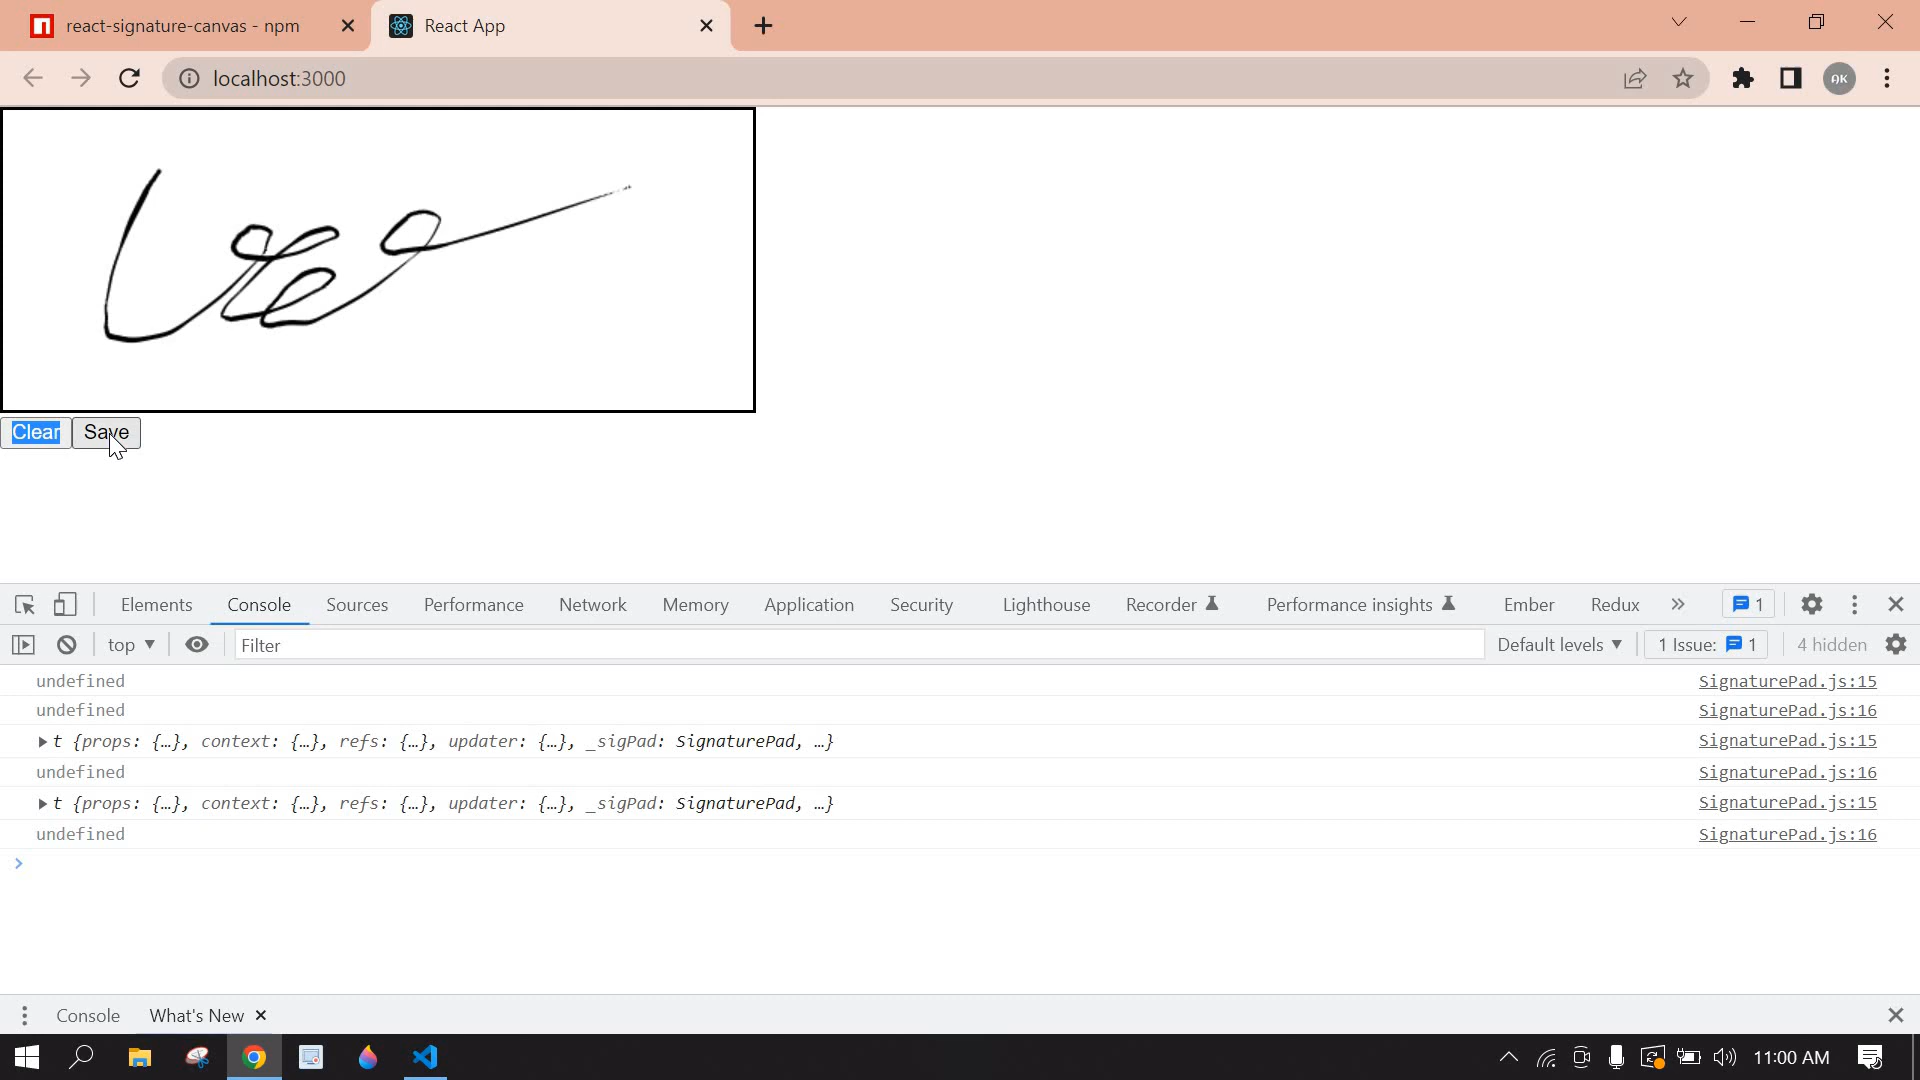 react-signature-canvas - npm
React App
localhost:3000
AK
Clear Save
Elements Console Sources Performance Network Memory Application Security Lighthouse Recorder Performance insights Ember Redux 1
top Filter Default levels 1 Issue: 1 4 hidden
undefined SignaturePad.js:15
undefined SignaturePad.js:16
t {props: {…}, context: {…}, refs: {…}, updater: {…}, _sigPad: SignaturePad, …} SignaturePad.js:15
undefined SignaturePad.js:16
t {props: {…}, context: {…}, refs: {…}, updater: {…}, _sigPad: SignaturePad, …} SignaturePad.js:15
undefined SignaturePad.js:16
Console What's New
11:00 AM